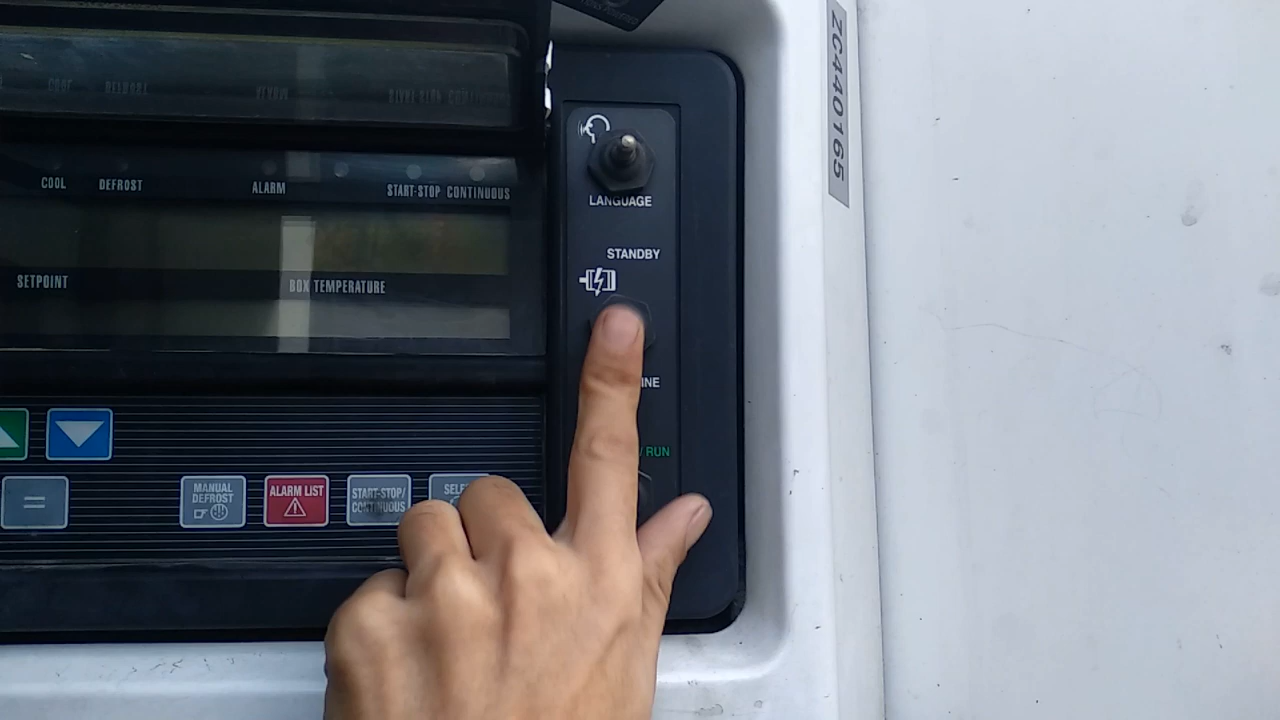 COOL DEFROST ALARM START-STOP CONTINUOUS
SETPOINT BOX TEMPERATURE
=
MANUAL
DEFROST
ALARM LIST
START-STOP/
CONTINUOUS
LANGUAGE
STANDBY
/ RUN
ZC440165